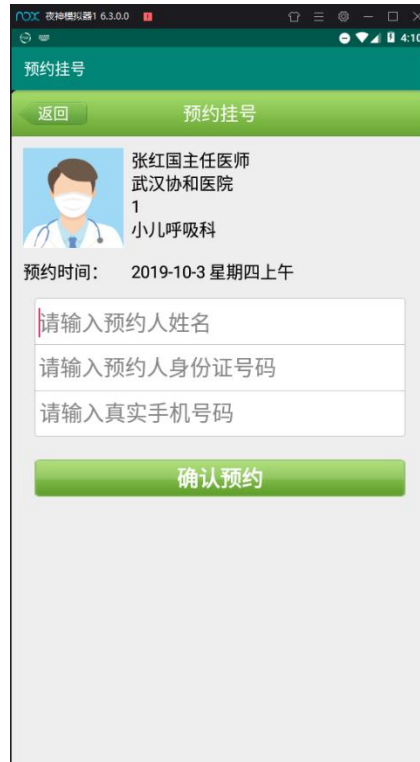 nox 夜神模拟器1 6.3.0.0
4:10
预约挂号
返回 预约挂号
张红国主任医师
武汉协和医院
1
小儿呼吸科
预约时间： 2019-10-3 星期四上午
请输入预约人姓名
请输入预约人身份证号码
请输入真实手机号码
确认预约